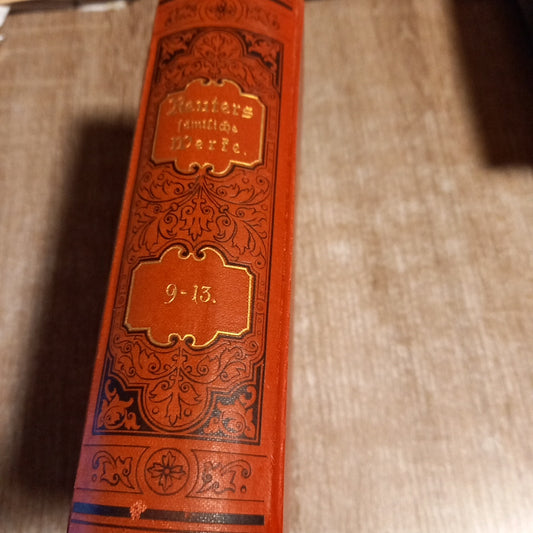 Reuters
sämtliche
Werke.
9-13.